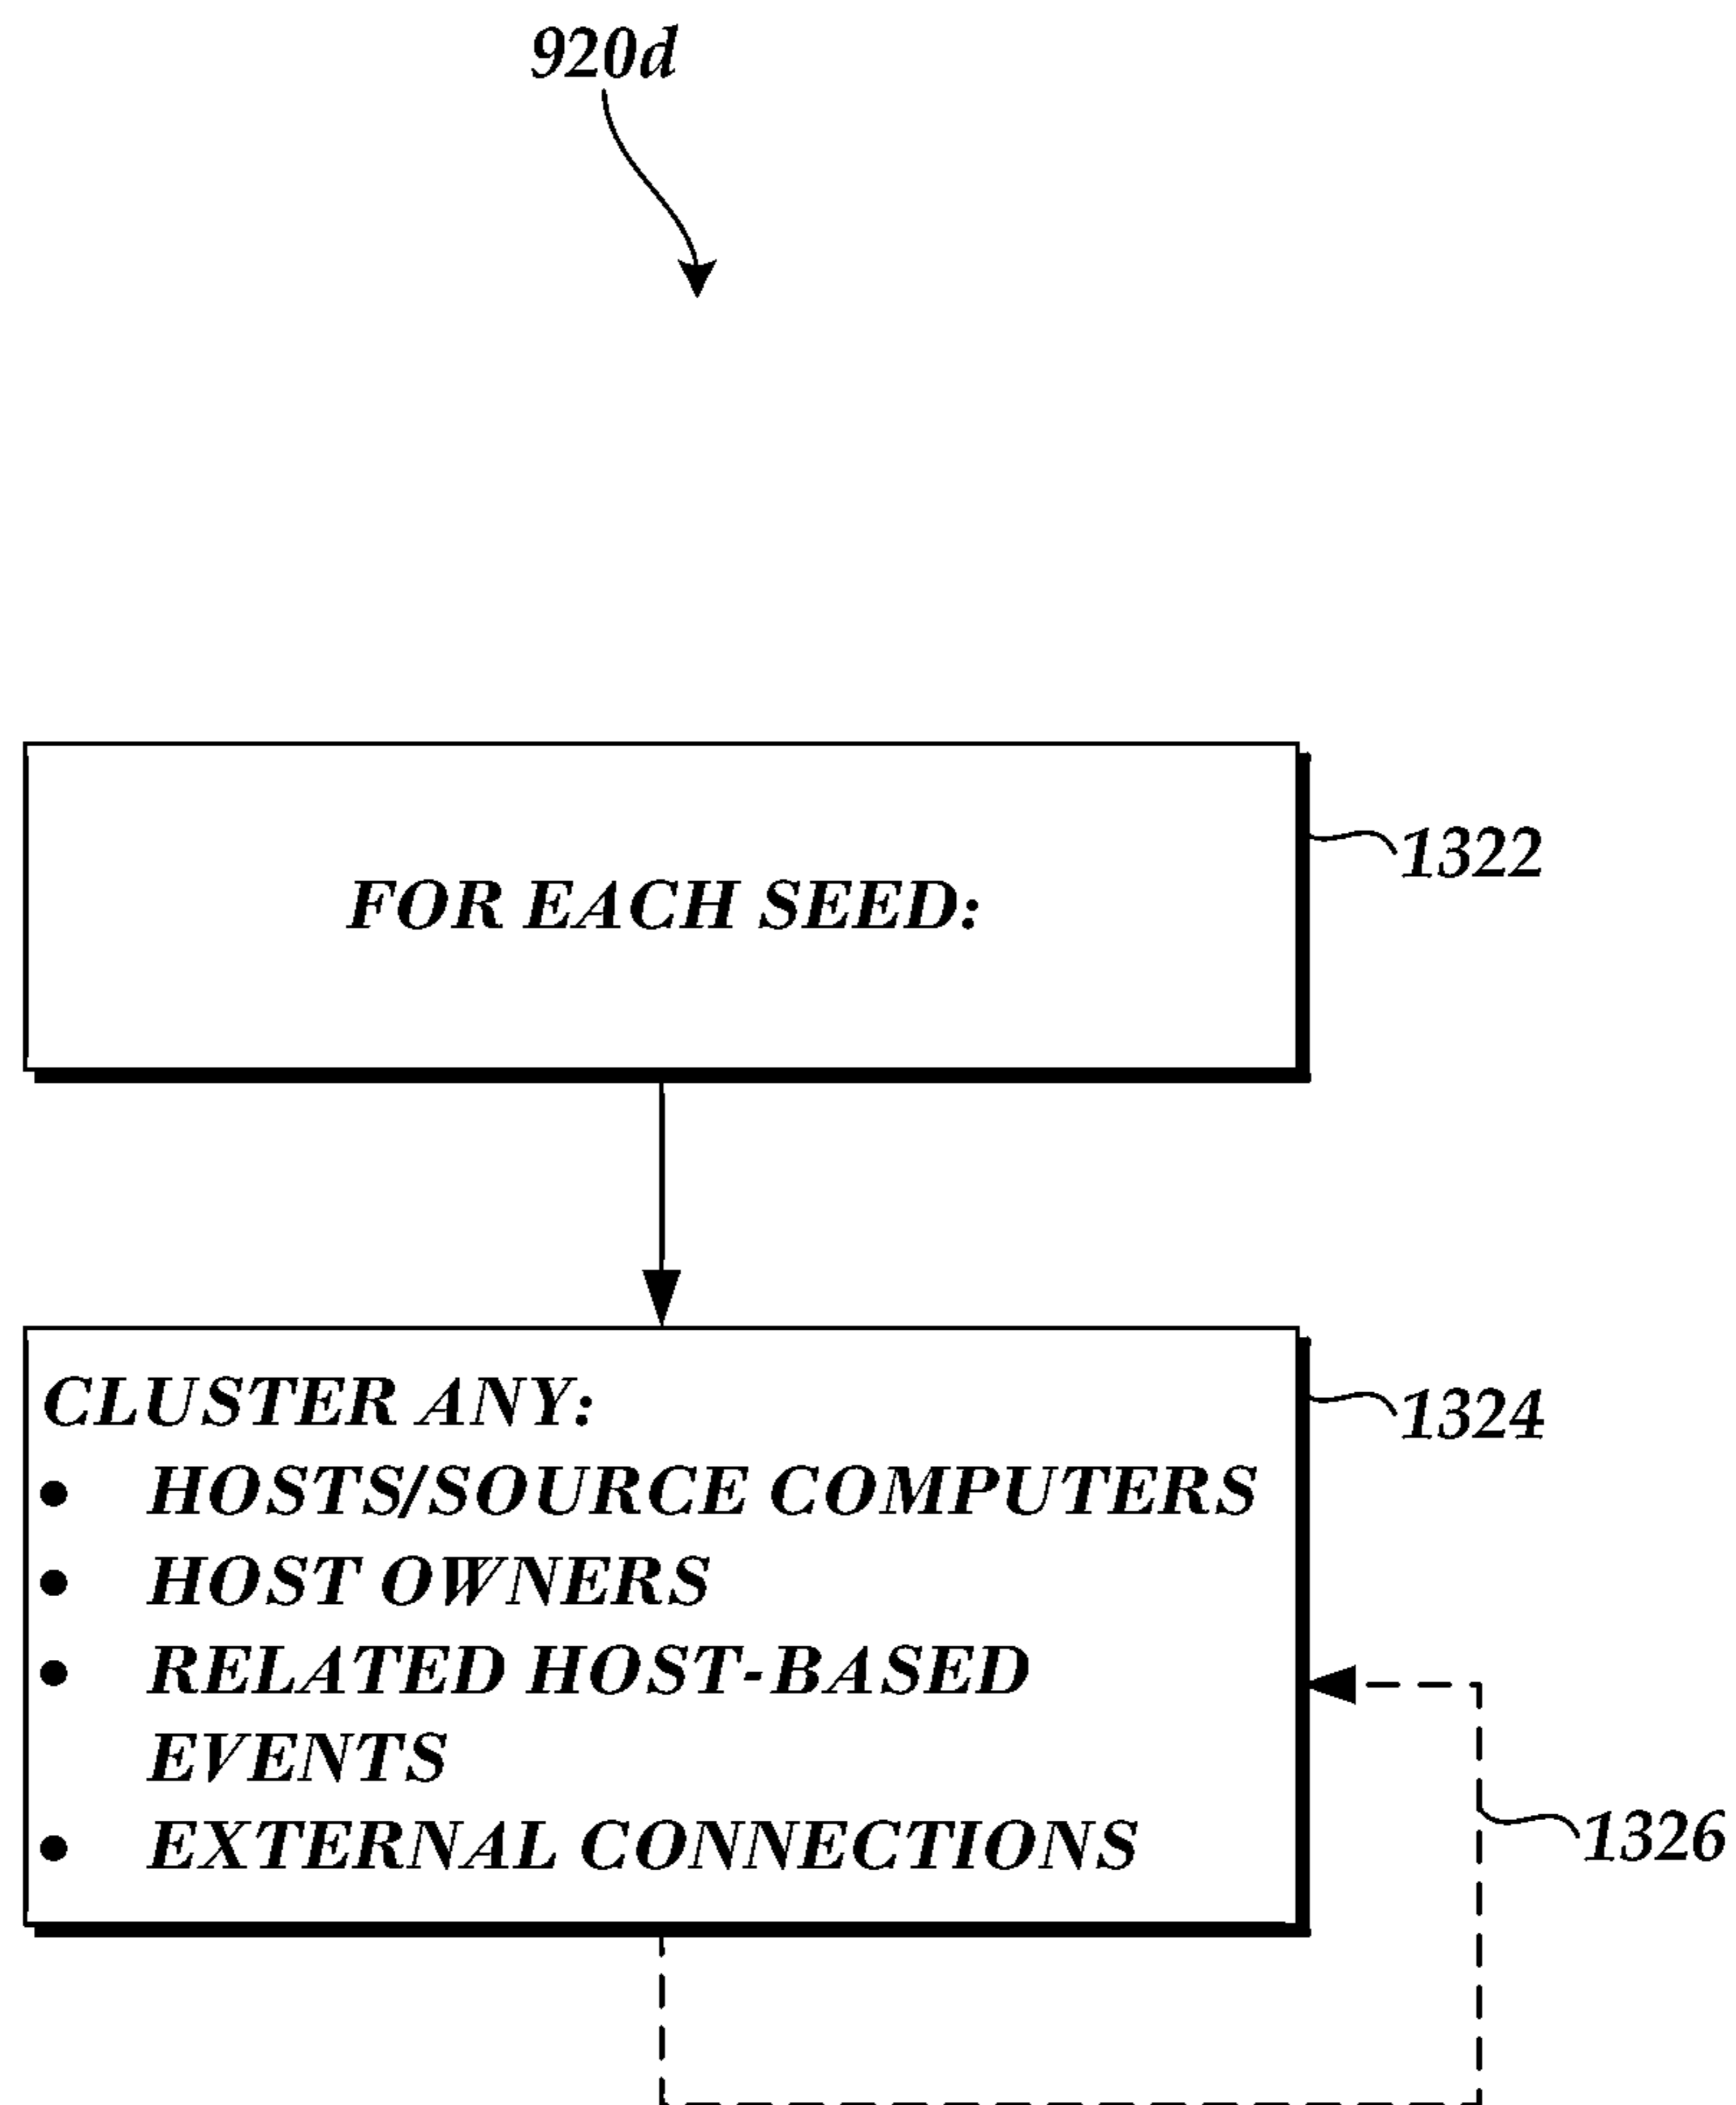 920d
FOR EACH SEED:
1322
CLUSTER ANY:
1324
• HOSTS/SOURCE COMPUTERS
• HOST OWNERS
• RELATED HOST-BASED
EVENTS
• EXTERNAL CONNECTIONS
1326